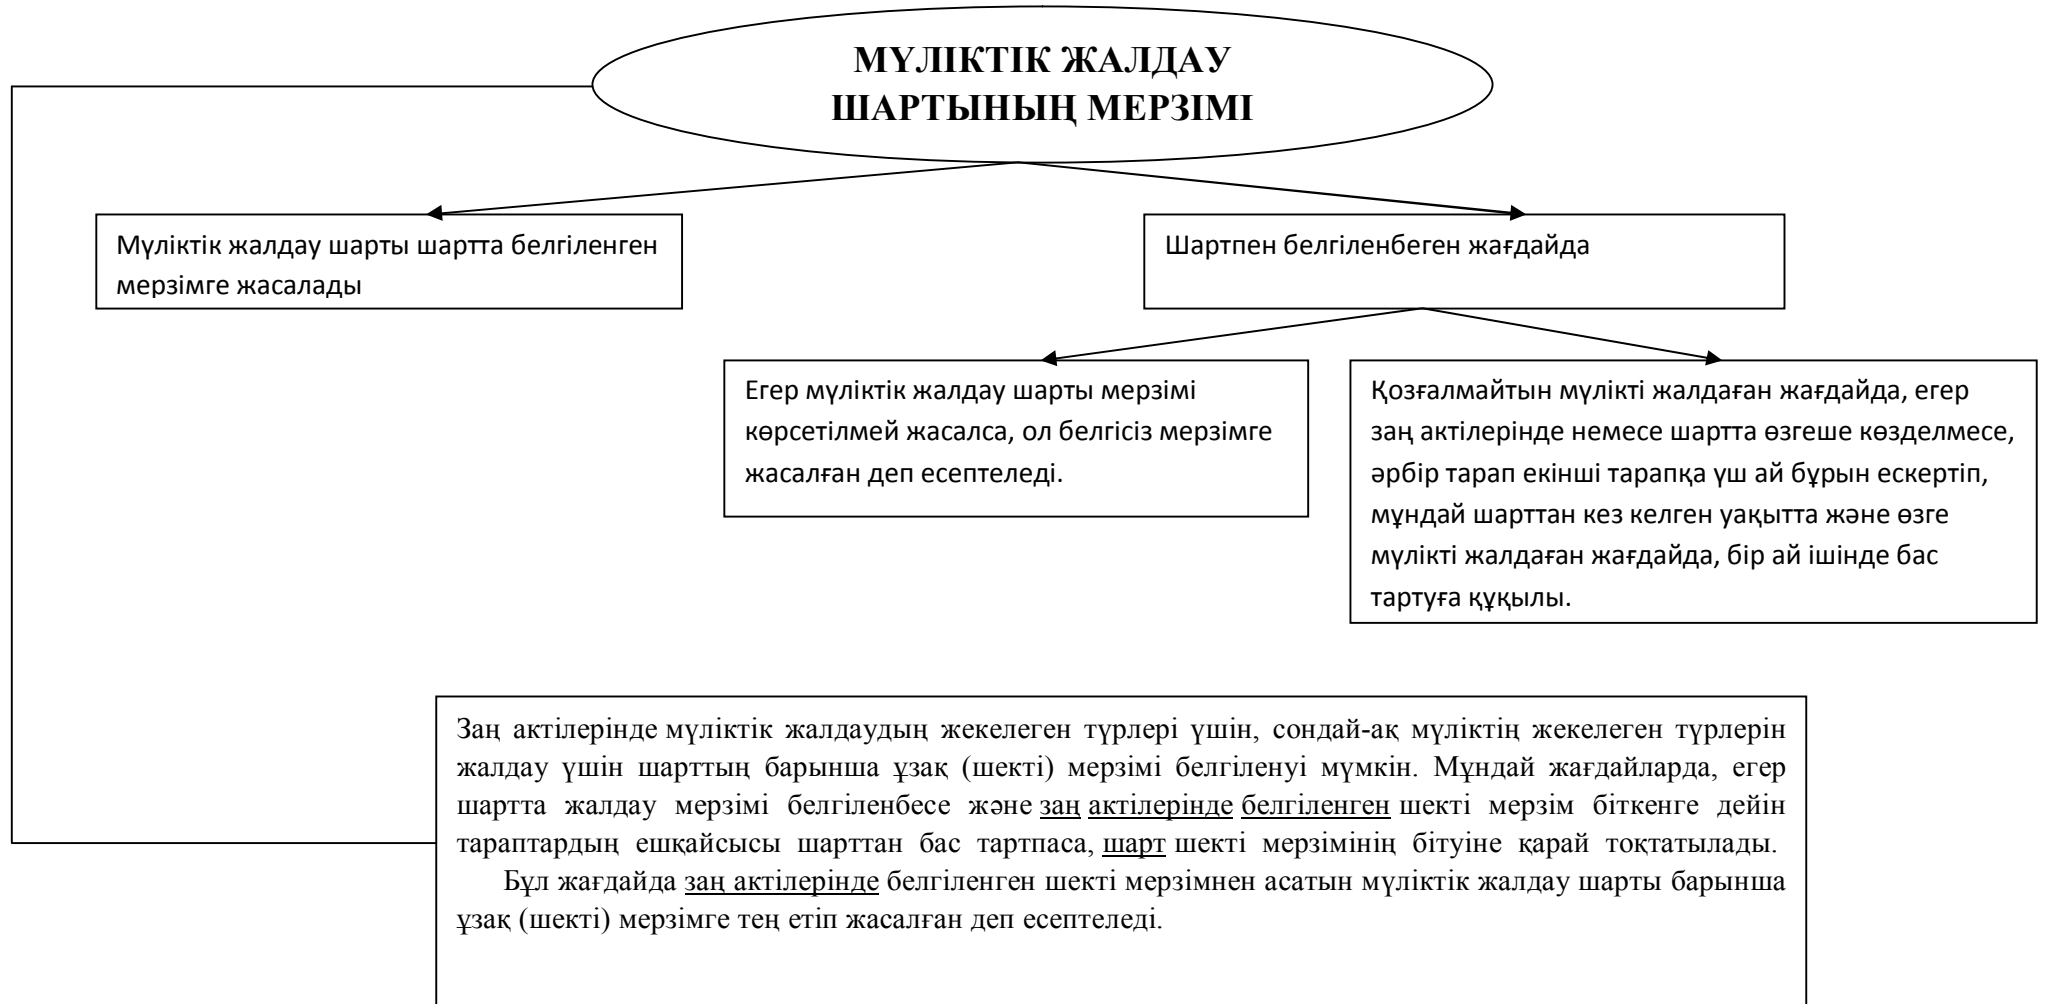 МҮЛІКТІК ЖАЛДАУ
ШАРТЫНЫҢ МЕРЗІМІ
Мүліктік жалдау шарты шартта белгіленген
мерзімге жасалады
Шартпен белгіленбеген жағдайда
Егер мүліктік жалдау шарты мерзімі
көрсетілмей жасалса, ол белгісіз мерзімге
жасалған деп есептеледі.
Қозғалмайтын мүлікті жалдаған жағдайда, егер
заң актілерінде немесе шартта өзгеше көзделмесе,
әрбір тарап екінші тарапқа үш ай бұрын ескертіп,
мұндай шарттан кез келген уақытта және өзге
мүлікті жалдаған жағдайда, бір ай ішінде бас
тартуға құқылы.
Заң актілерінде мүліктік жалдаудың жекелеген түрлері үшін, сондай-ақ мүліктің жекелеген түрлерін
жалдау үшін шарттың барынша ұзақ (шекті) мерзімі белгіленуі мүмкін. Мұндай жағдайларда, егер
шартта жалдау мерзімі белгіленбесе және заң актілерінде белгіленген шекті мерзім біткенге дейін
тараптардың ешқайсысы шарттан бас тартпаса, шарт шекті мерзімінің бітуіне қарай тоқтатылады.
Бұл жағдайда заң актілерінде белгіленген шекті мерзімнен асатын мүліктік жалдау шарты барынша
ұзақ (шекті) мерзімге тең етіп жасалған деп есептеледі.